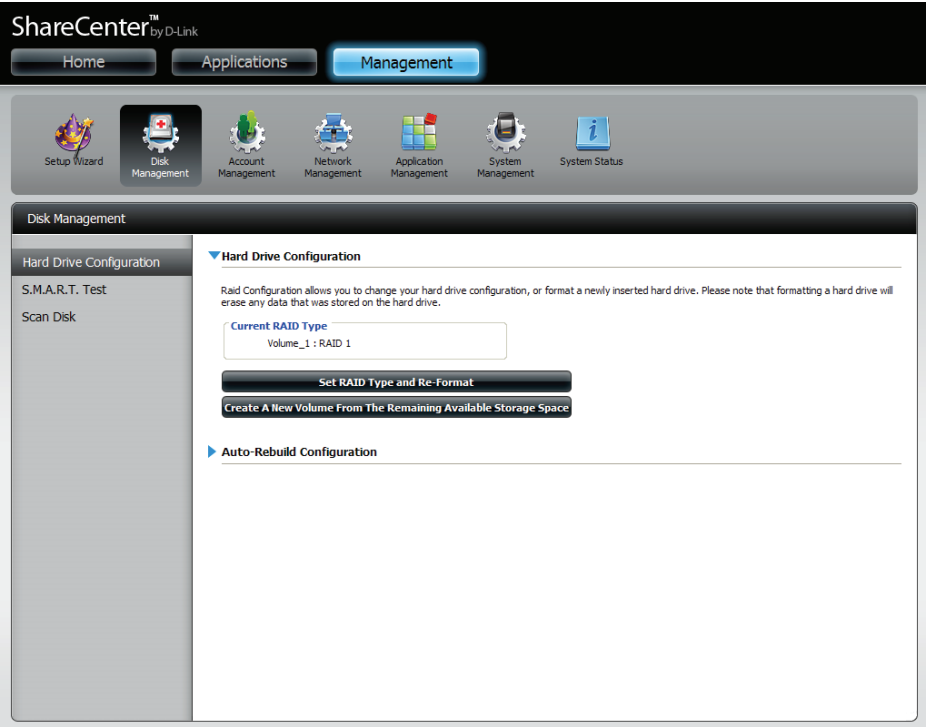 ShareCenter™ by D-Link
Home
Applications
Management
Setup Wizard
Disk
Management
Account
Management
Network
Management
Application
Management
System
Management
System Status
Disk Management
Hard Drive Configuration
S.M.A.R.T. Test
Scan Disk
Hard Drive Configuration
Raid Configuration allows you to change your hard drive configuration, or format a newly inserted hard drive. Please note that formatting a hard drive will
erase any data that was stored on the hard drive.
Current RAID Type
Volume_1 : RAID 1
Set RAID Type and Re-Format
Create A New Volume From The Remaining Available Storage Space
Auto-Rebuild Configuration